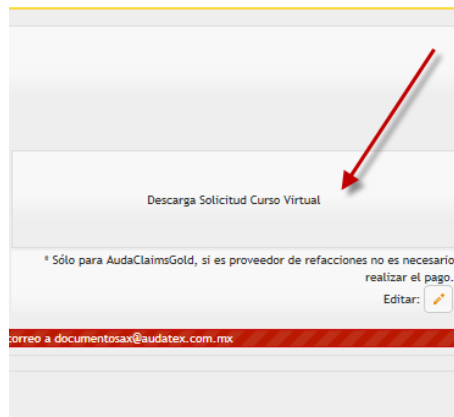 Descarga Solicitud Curso Virtual
* Sólo para AudaClaimsGold, si es proveedor de refacciones no es necesario
realizar el pago.
Editar:
correo a documentosax@audatex.com.mx